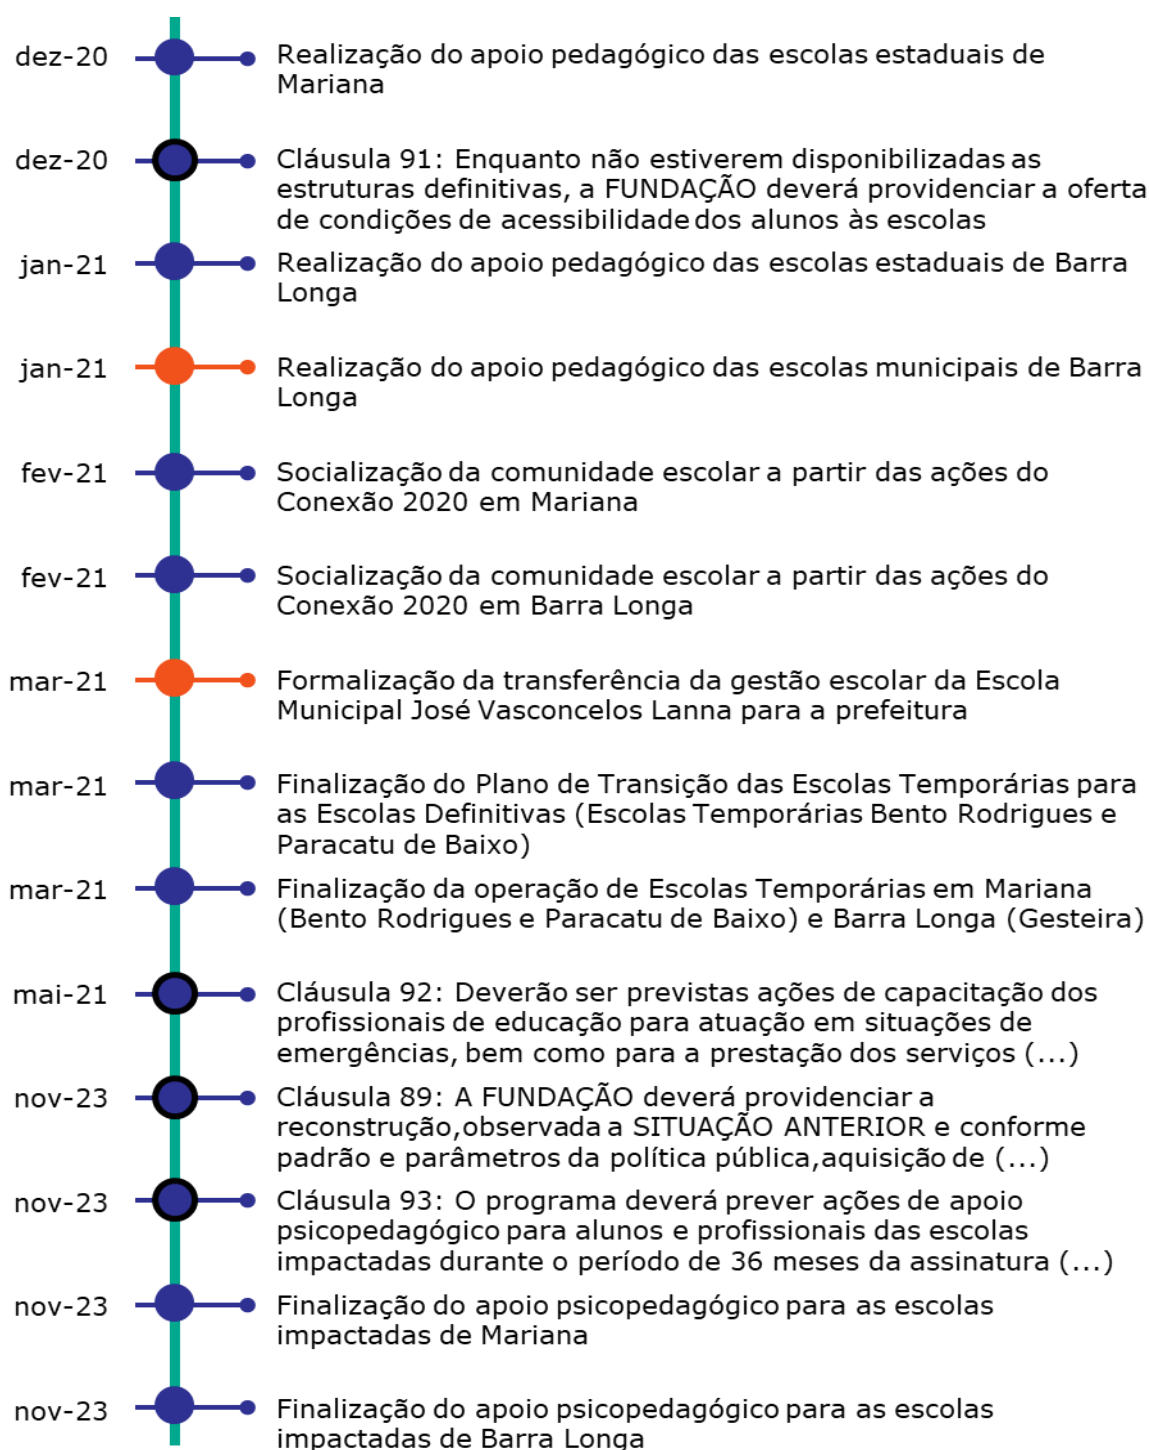 dez-20
Realização do apoio pedagógico das escolas estaduais de
Mariana
dez-20
Cláusula 91: Enquanto não estiverem disponibilizadas as
estruturas definitivas, a FUNDAÇÃO deverá providenciar a oferta
de condições de acessibilidade dos alunos às escolas
jan-21
Realização do apoio pedagógico das escolas estaduais de Barra
Longa
jan-21
Realização do apoio pedagógico das escolas municipais de Barra
Longa
fev-21
Socialização da comunidade escolar a partir das ações do
Conexão 2020 em Mariana
fev-21
Socialização da comunidade escolar a partir das ações do
Conexão 2020 em Barra Longa
mar-21
Formalização da transferência da gestão escolar da Escola
Municipal José Vasconcelos Lanna para a prefeitura
mar-21
Finalização do Plano de Transição das Escolas Temporárias para
as Escolas Definitivas (Escolas Temporárias Bento Rodrigues e
Paracatu de Baixo)
mar-21
Finalização da operação de Escolas Temporárias em Mariana
(Bento Rodrigues e Paracatu de Baixo) e Barra Longa (Gesteira)
mai-21
Cláusula 92: Deverão ser previstas ações de capacitação dos
profissionais de educação para atuação em situações de
emergências, bem como para a prestação dos serviços (...)
nov-23
Cláusula 89: A FUNDAÇÃO deverá providenciar a
reconstrução,observada a SITUAÇÃO ANTERIOR e conforme
padrão e parâmetros da política pública,aquisição de (...)
nov-23
Cláusula 93: O programa deverá prever ações de apoio
psicopedagógico para alunos e profissionais das escolas
impactadas durante o período de 36 meses da assinatura (...)
nov-23
Finalização do apoio psicopedagógico para as escolas
impactadas de Mariana
nov-23
Finalização do apoio psicopedagógico para as escolas
impactadas de Barra Longa